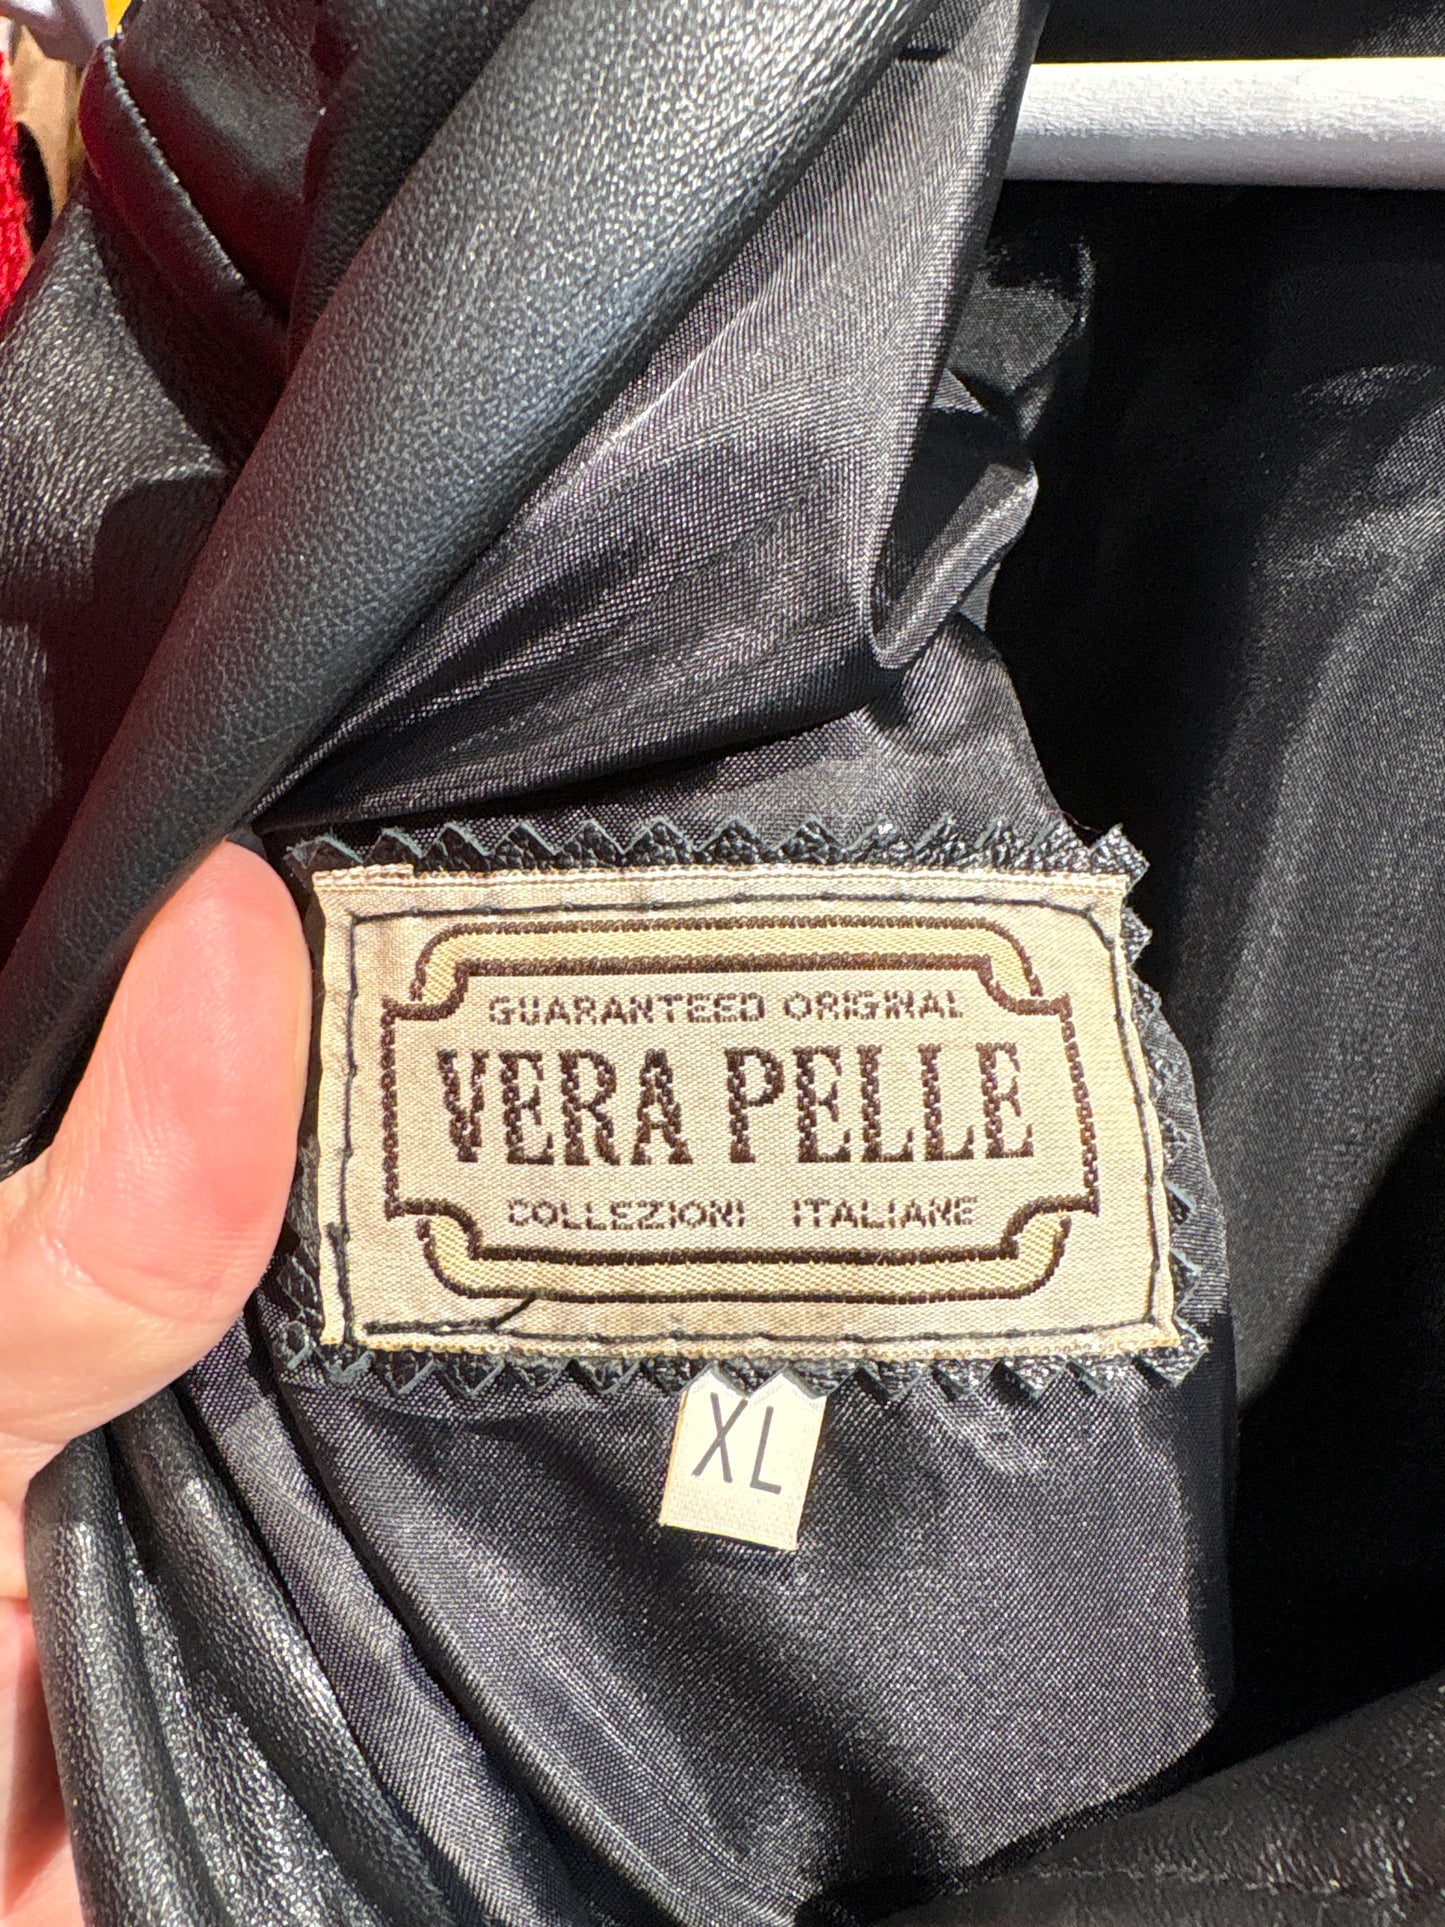 GUARANTEED ORIGINAL
VERA PELLE
COLLEZIONI ITALIANE
XL